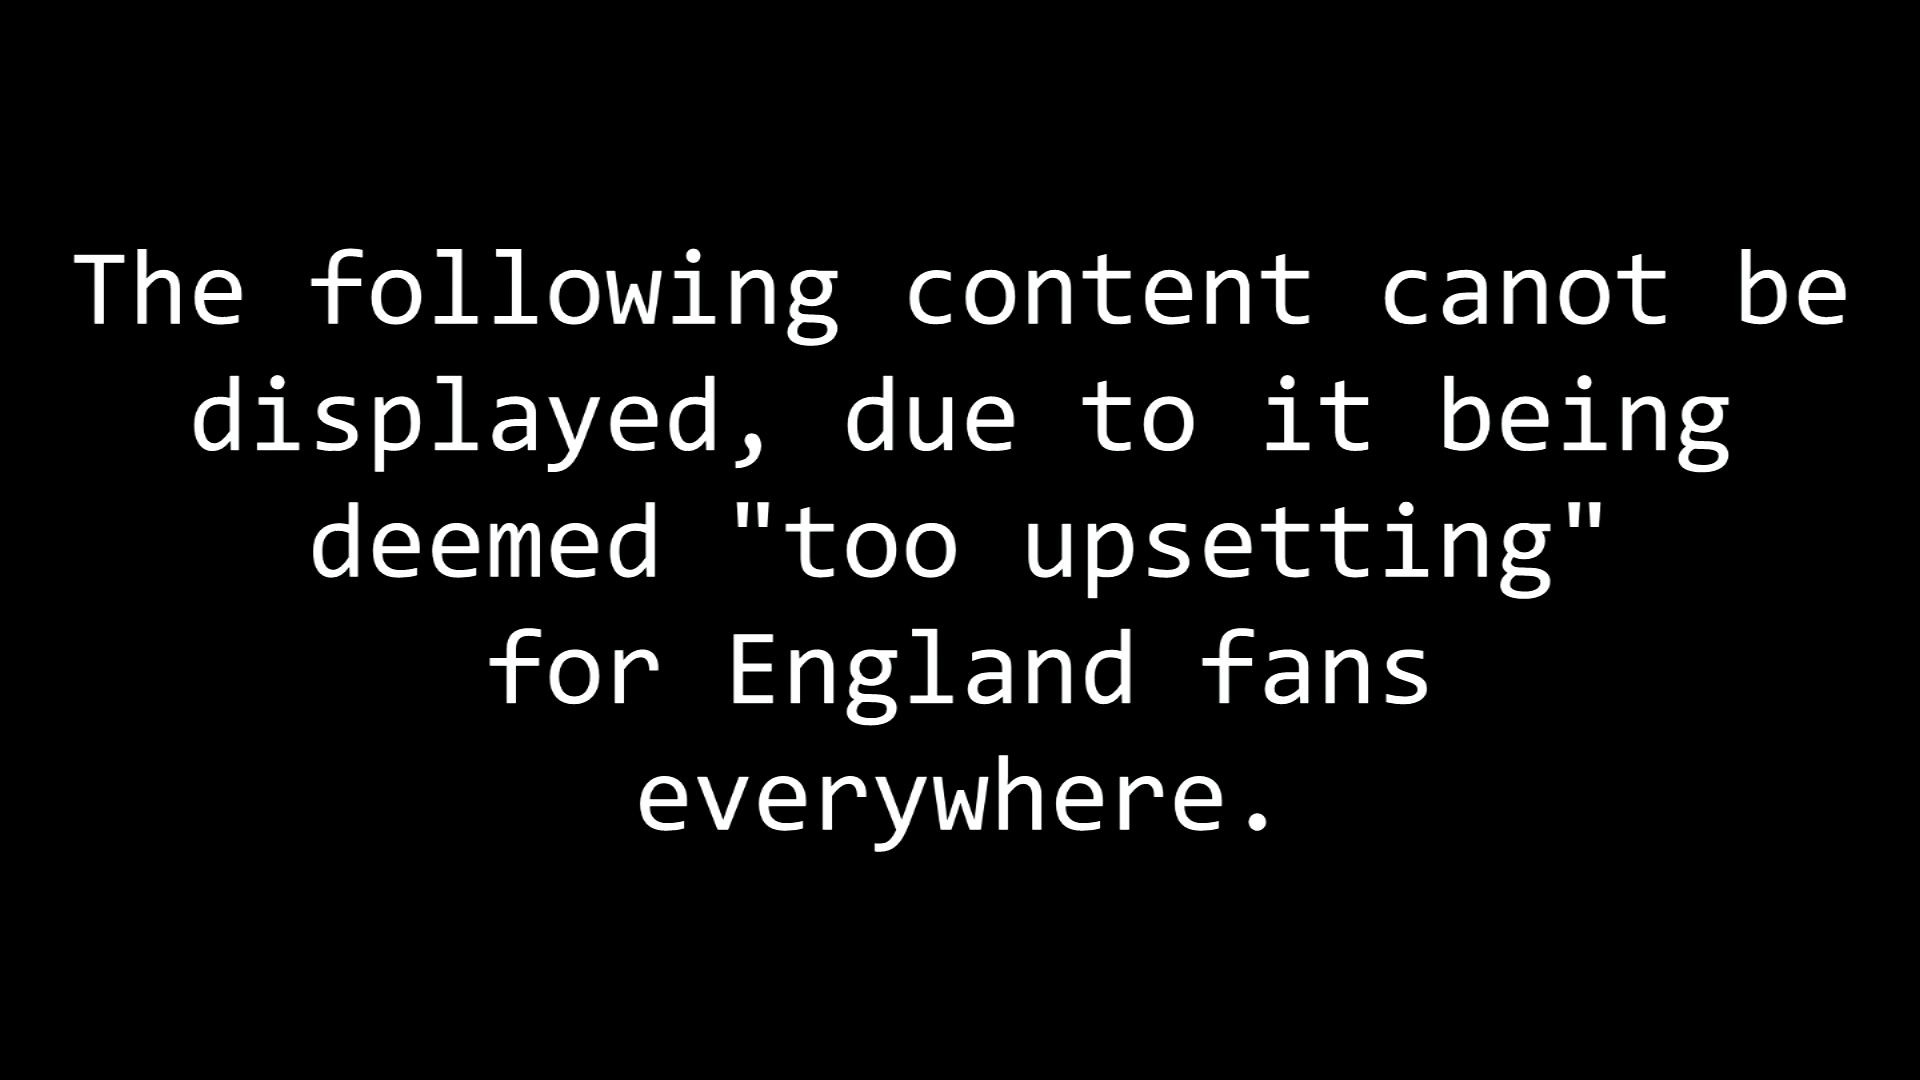 The following content canot be
displayed, due to it being
deemed "too upsetting"
for England fans
everywhere.